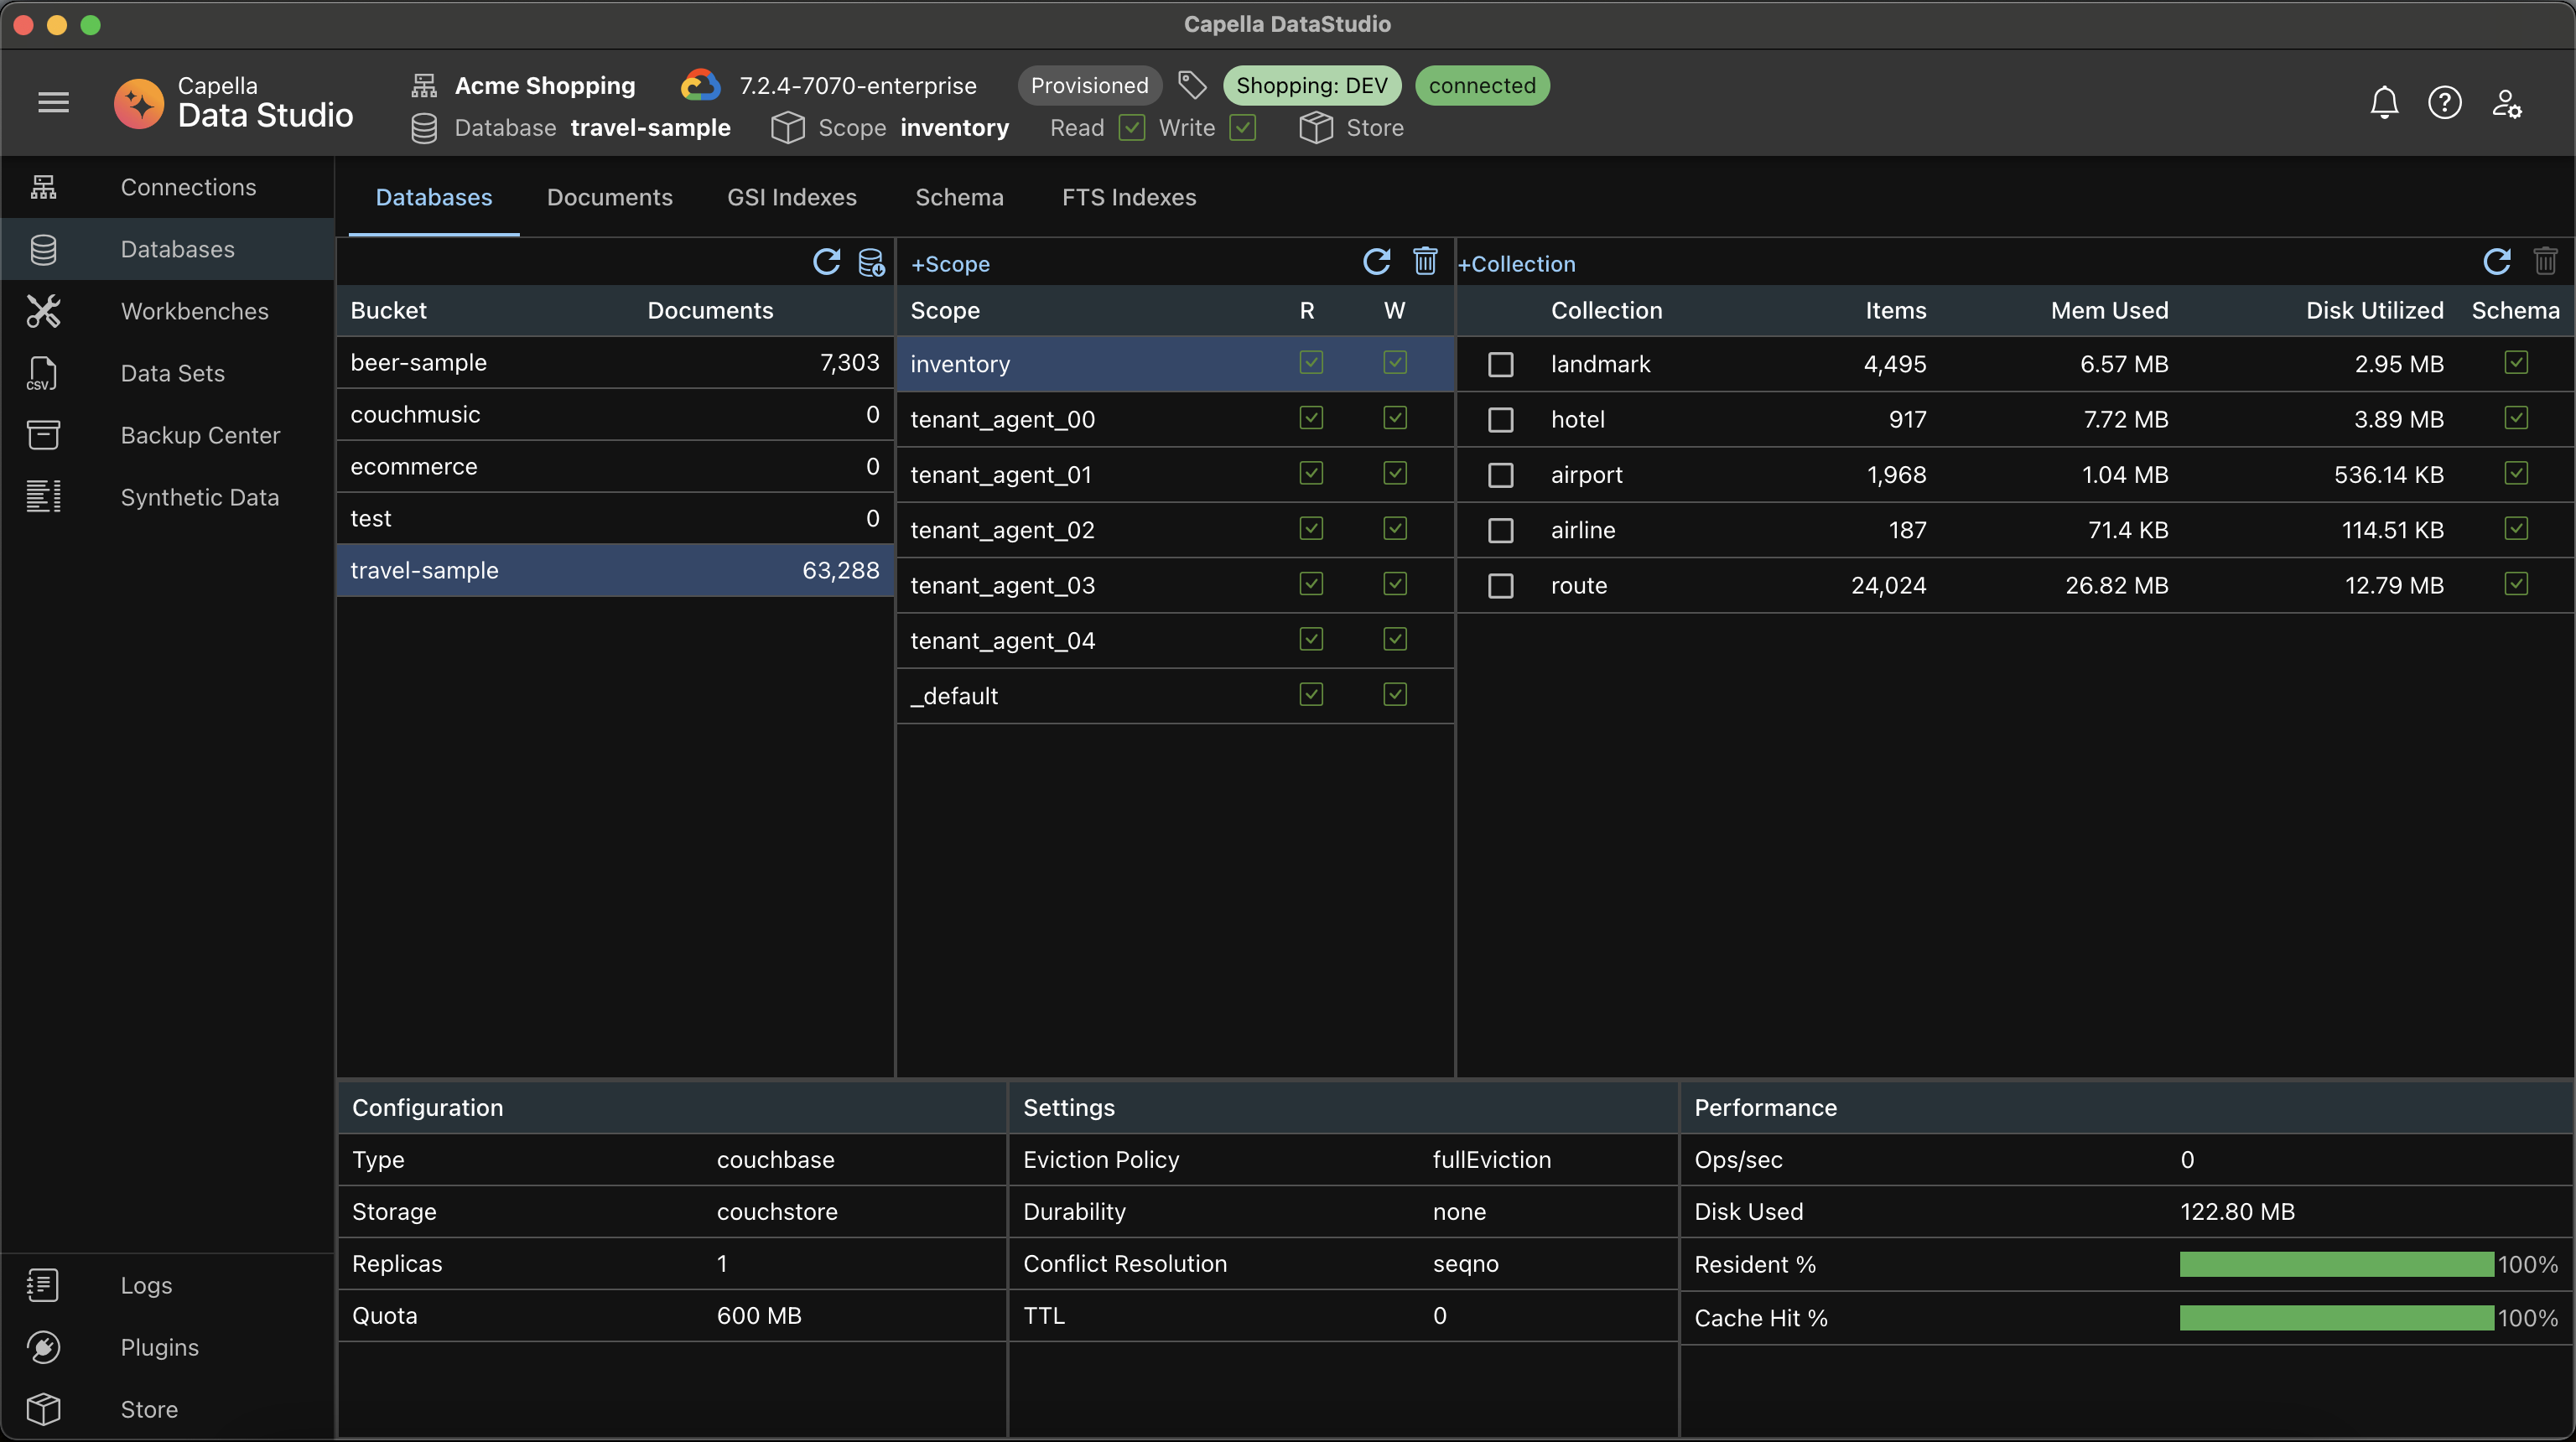 Capella DataStudio
Capella
Data Studio
Acme Shopping 7.2.4-7070-enterprise Provisioned Shopping: DEV connected
Database travel-sample Scope inventory Read Write Store
Connections
Databases
Workbenches
CSV Data Sets
Backup Center
Synthetic Data
Logs
Plugins
Store
Databases Documents GSI Indexes Schema FTS Indexes
Bucket Documents
beer-sample 7,303
couchmusic 0
ecommerce 0
test 0
travel-sample 63,288
+Scope
Scope R W
inventory
tenant_agent_00
tenant_agent_01
tenant_agent_02
tenant_agent_03
tenant_agent_04
_default
+Collection
Collection Items Mem Used Disk Utilized Schema
landmark 4,495 6.57 MB 2.95 MB
hotel 917 7.72 MB 3.89 MB
airport 1,968 1.04 MB 536.14 KB
airline 187 71.4 KB 114.51 KB
route 24,024 26.82 MB 12.79 MB
Configuration
Type couchbase
Storage couchstore
Replicas 1
Quota 600 MB
Settings
Eviction Policy fullEviction
Durability none
Conflict Resolution seqno
TTL 0
Performance
Ops/sec 0
Disk Used 122.80 MB
Resident % 100%
Cache Hit % 100%